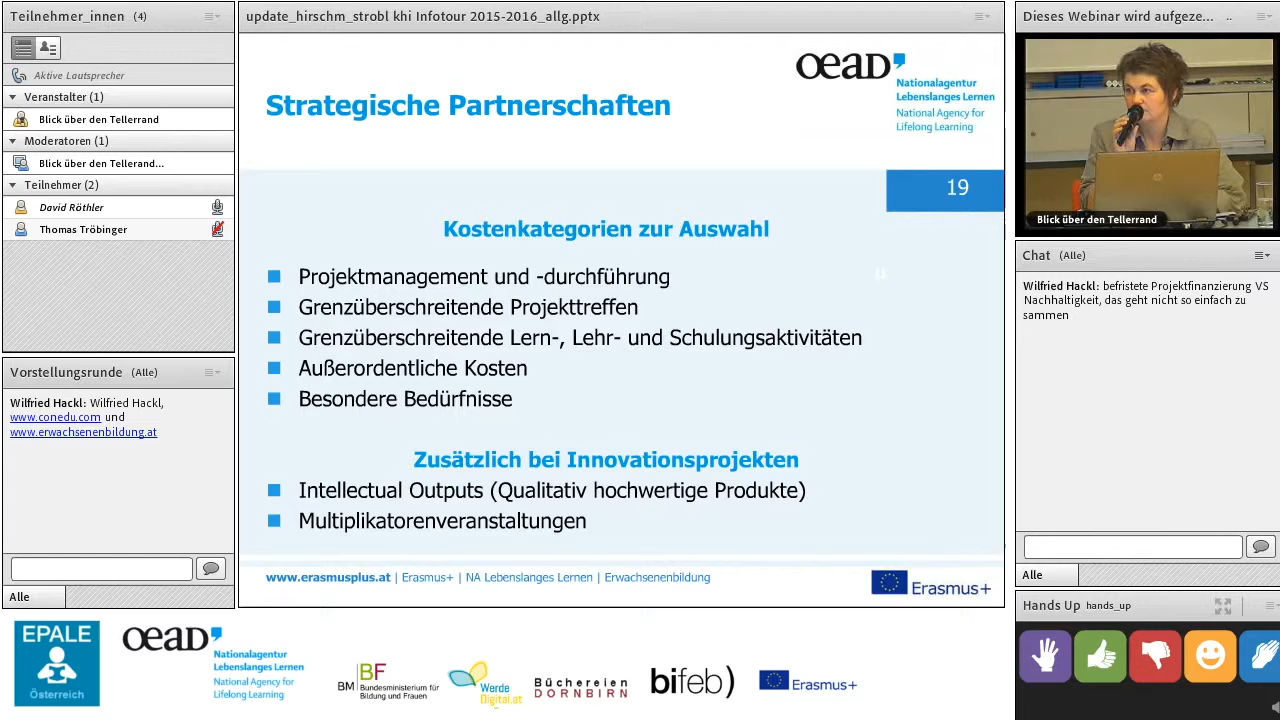 Teilnehmer_innen (4)
Aktive Lautsprecher
Veranstalter (1)
Blick über den Tellerrand
Moderatoren (1)
Blick über den Tellerrand...
Teilnehmer (2)
David Röthler
Thomas Tröbinger
Vorstellungsrunde (Alle)
Wilfried Hackl: Wilfried Hackl,
www.conedu.com und
www.erwachsenenbildung.at
Alle
update_hirschm_strobl khi Infotour 2015-2016_allg.pptx
Strategische Partnerschaften
OeAD
Nationalagentur
Lebenslanges Lernen
National Agency for
Lifelong Learning
19
Kostenkategorien zur Auswahl
Projektmanagement und -durchführung
Grenzüberschreitende Projekttreffen
Grenzüberschreitende Lern-, Lehr- und Schulungsaktivitäten
Außerordentliche Kosten
Besondere Bedürfnisse
Zusätzlich bei Innovationsprojekten
Intellectual Outputs (Qualitativ hochwertige Produkte)
Multiplikatorenveranstaltungen
www.erasmusplus.at | Erasmus+ | NA Lebenslanges Lernen | Erwachsenenbildung
Erasmus+
Dieses Webinar wird aufgeze... ..
Blick über den Tellerrand
Chat (Alle)
Wilfried Hackl: befristete Projektfinanzierung VS
Nachhaltigkeit, das geht nicht so einfach zu
sammen
Alle
Hands Up hands_up
EPALE
Österreich
OeAD
Nationalagentur
Lebenslanges Lernen
National Agency for
Lifelong Learning
BM BF
Bundesministerium für
Bildung und Frauen
Werde
Digital.at
Büchereien
DORNBIRN
bifeb)
Erasmus+